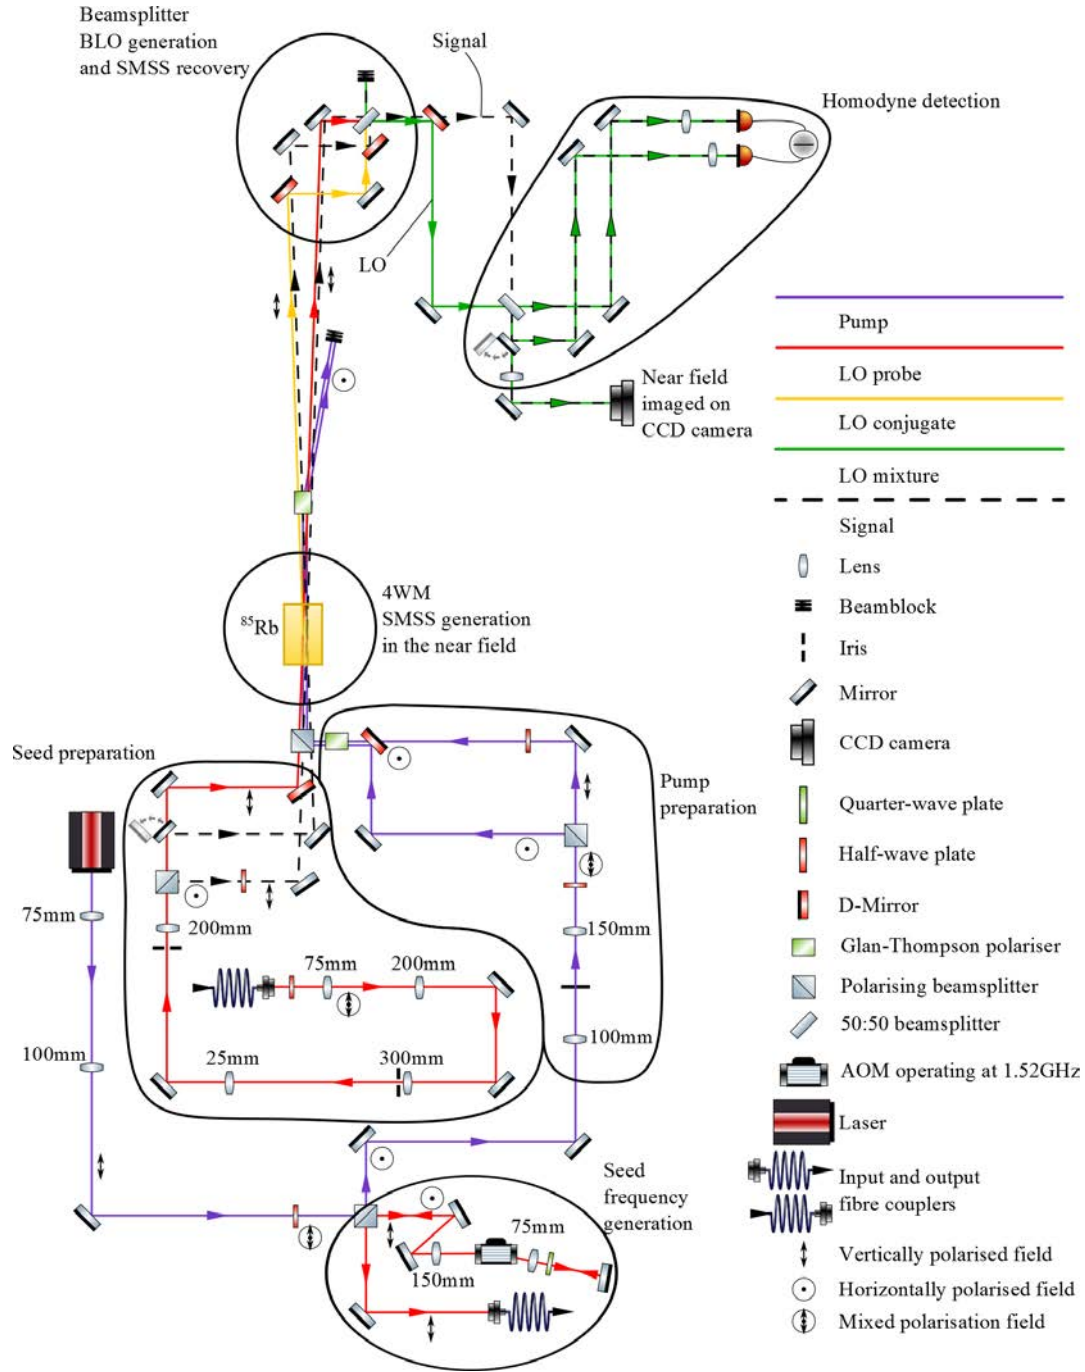 Beamsplitter
BLO generation
and SMSS recovery
Signal
Homodyne detection
LO
Near field
imaged on
CCD camera
Pump
LO probe
LO conjugate
LO mixture
Signal
Lens
Beamblock
Iris
Mirror
CCD camera
Quarter-wave plate
Half-wave plate
D-Mirror
Glan-Thompson polariser
Polarising beamsplitter
50:50 beamsplitter
AOM operating at 1.52GHz
Laser
Input and output
fibre couplers
Vertically polarised field
Horizontally polarised field
Mixed polarisation field
85Rb
4WM
SMSS generation
in the near field
Seed preparation
Pump
preparation
75mm
200mm
150mm
75mm
200mm
100mm
25mm
300mm
100mm
Seed
frequency
generation
75mm
150mm